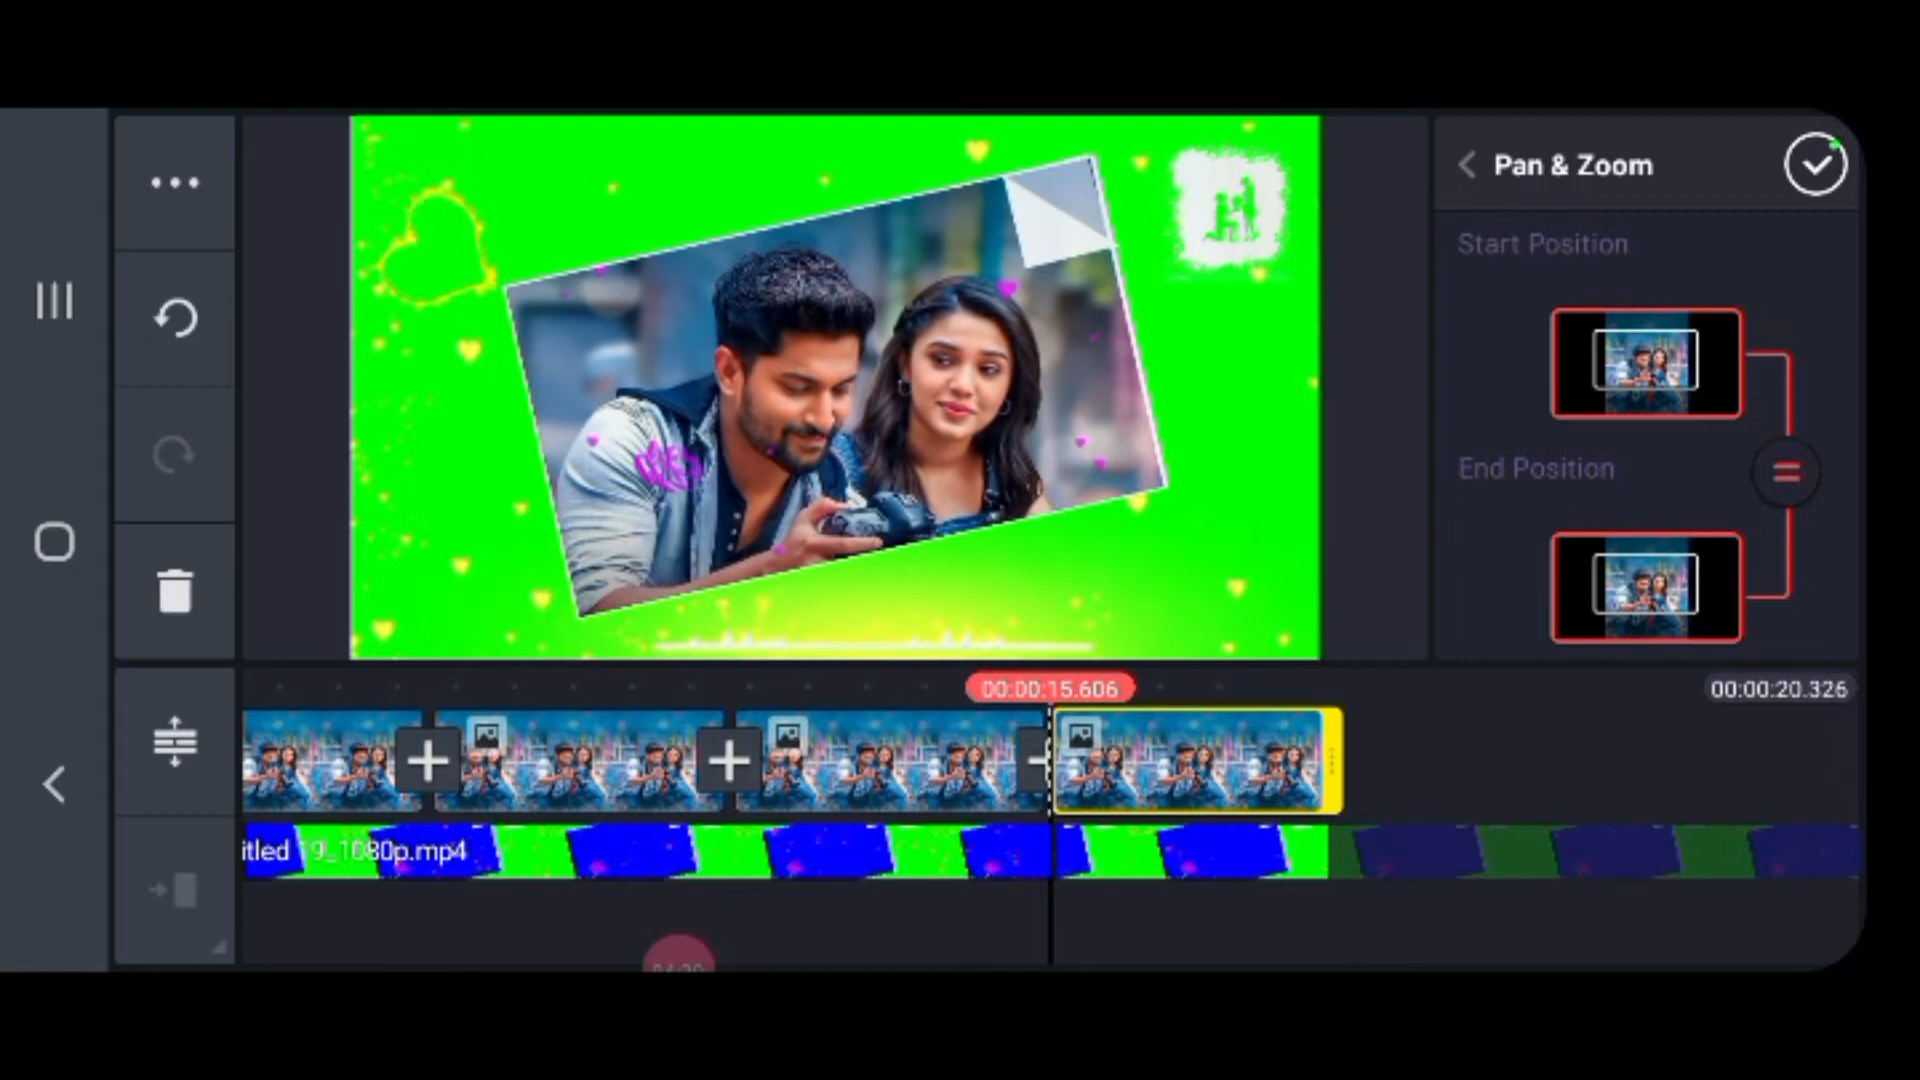 Pan & Zoom
Start Position
End Position
00:00:15.606
00:00:20.326
itled 19_1080p.mp4